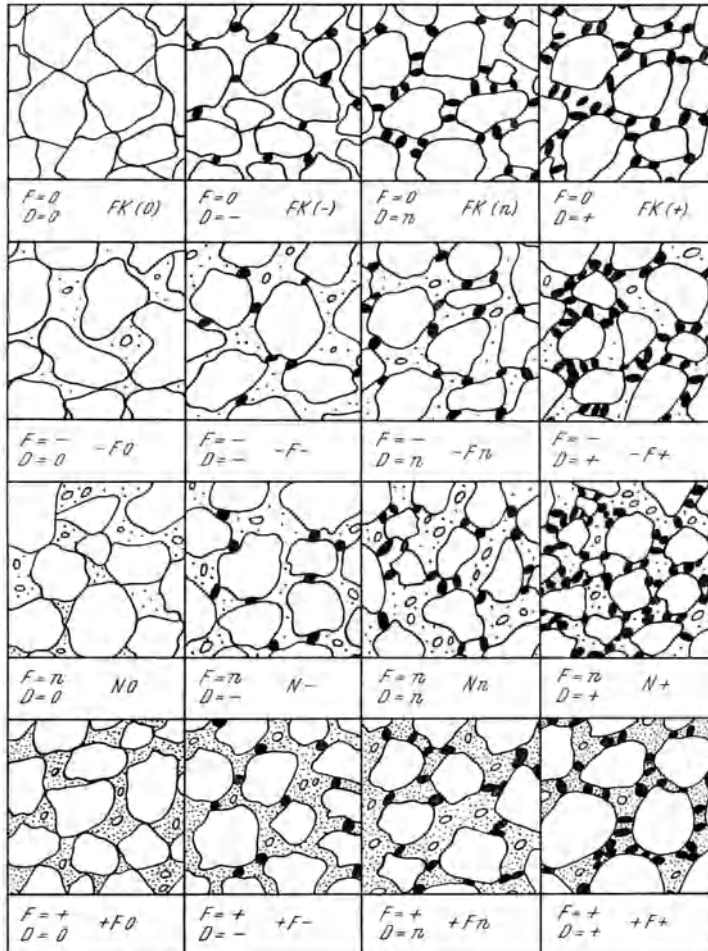 F=0
D=0 FK(0)
F=0
D=- FK(-)
F=0
D=n FK(n)
F=0
D=+ FK(+)
F=-
D=0 -F0
F=-
D=- -F-
F=-
D=n -Fn
F=-
D=+ -F+
F=n
D=0 N0
F=n
D=- N-
F=n
D=n Nn
F=n
D=+ N+
F=+
D=0 +F0
F=+
D=- +F-
F=+
D=n +Fn
F=+
D=+ +F+